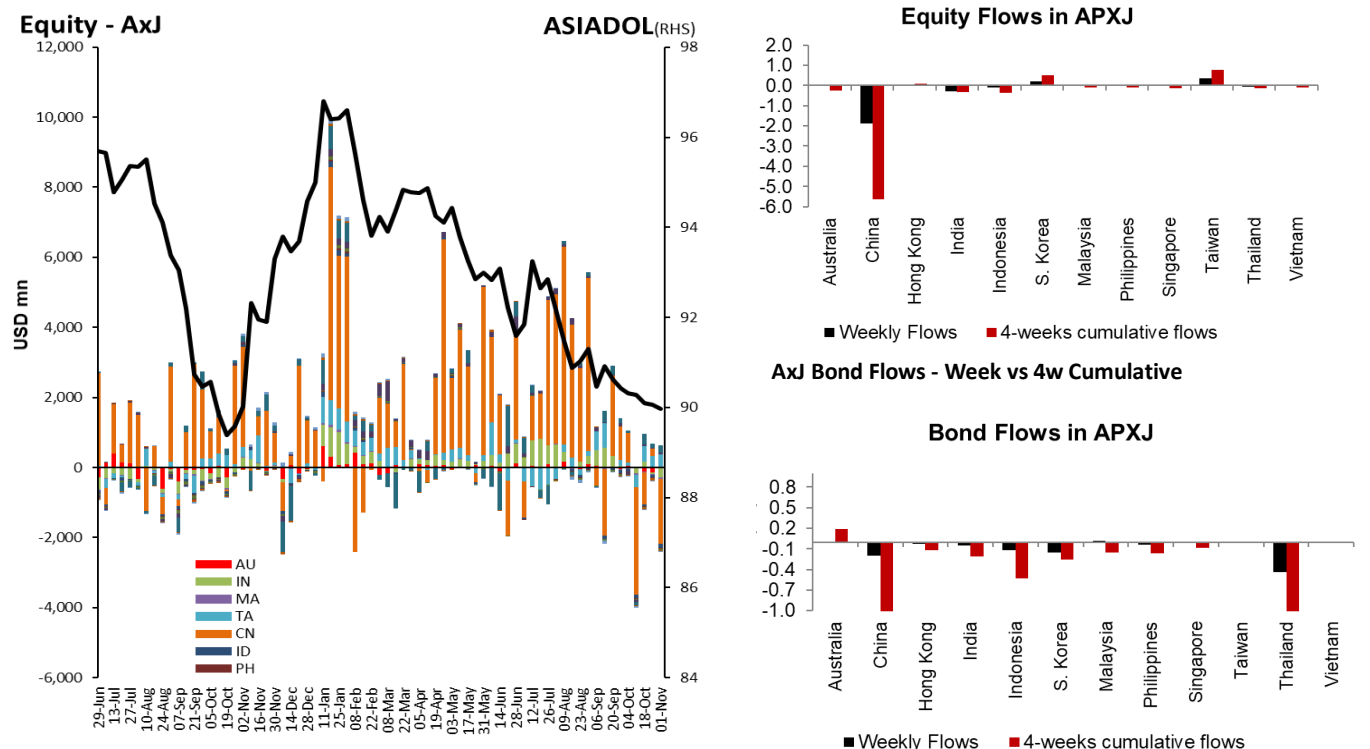 Equity - AxJ
ASIADOL(RHS)
12,000
10,000
8,000
6,000
4,000
2,000
0
-2,000
-4,000
-6,000
USD mn
98
96
94
92
90
88
86
84
AU
IN
MA
TA
CN
ID
PH
29-Jun
13-Jul
27-Jul
10-Aug
24-Aug
07-Sep
21-Sep
05-Oct
19-Oct
02-Nov
16-Nov
30-Nov
14-Dec
28-Dec
11-Jan
25-Jan
08-Feb
22-Feb
08-Mar
22-Mar
05-Apr
19-Apr
03-May
17-May
31-May
14-Jun
28-Jun
12-Jul
26-Jul
09-Aug
23-Aug
06-Sep
20-Sep
04-Oct
18-Oct
01-Nov
Equity Flows in APXJ
2.0
1.0
0.0
-1.0
-2.0
-3.0
-4.0
-5.0
-6.0
Australia
China
Hong Kong
India
Indonesia
S. Korea
Malaysia
Philippines
Singapore
Taiwan
Thailand
Vietnam
Weekly Flows
4-weeks cumulative flows
AxJ Bond Flows - Week vs 4w Cumulative
Bond Flows in APXJ
0.8
0.5
0.2
-0.1
-0.4
-0.7
-1.0
Australia
China
Hong Kong
India
Indonesia
S. Korea
Malaysia
Philippines
Singapore
Taiwan
Thailand
Vietnam
Weekly Flows
4-weeks cumulative flows